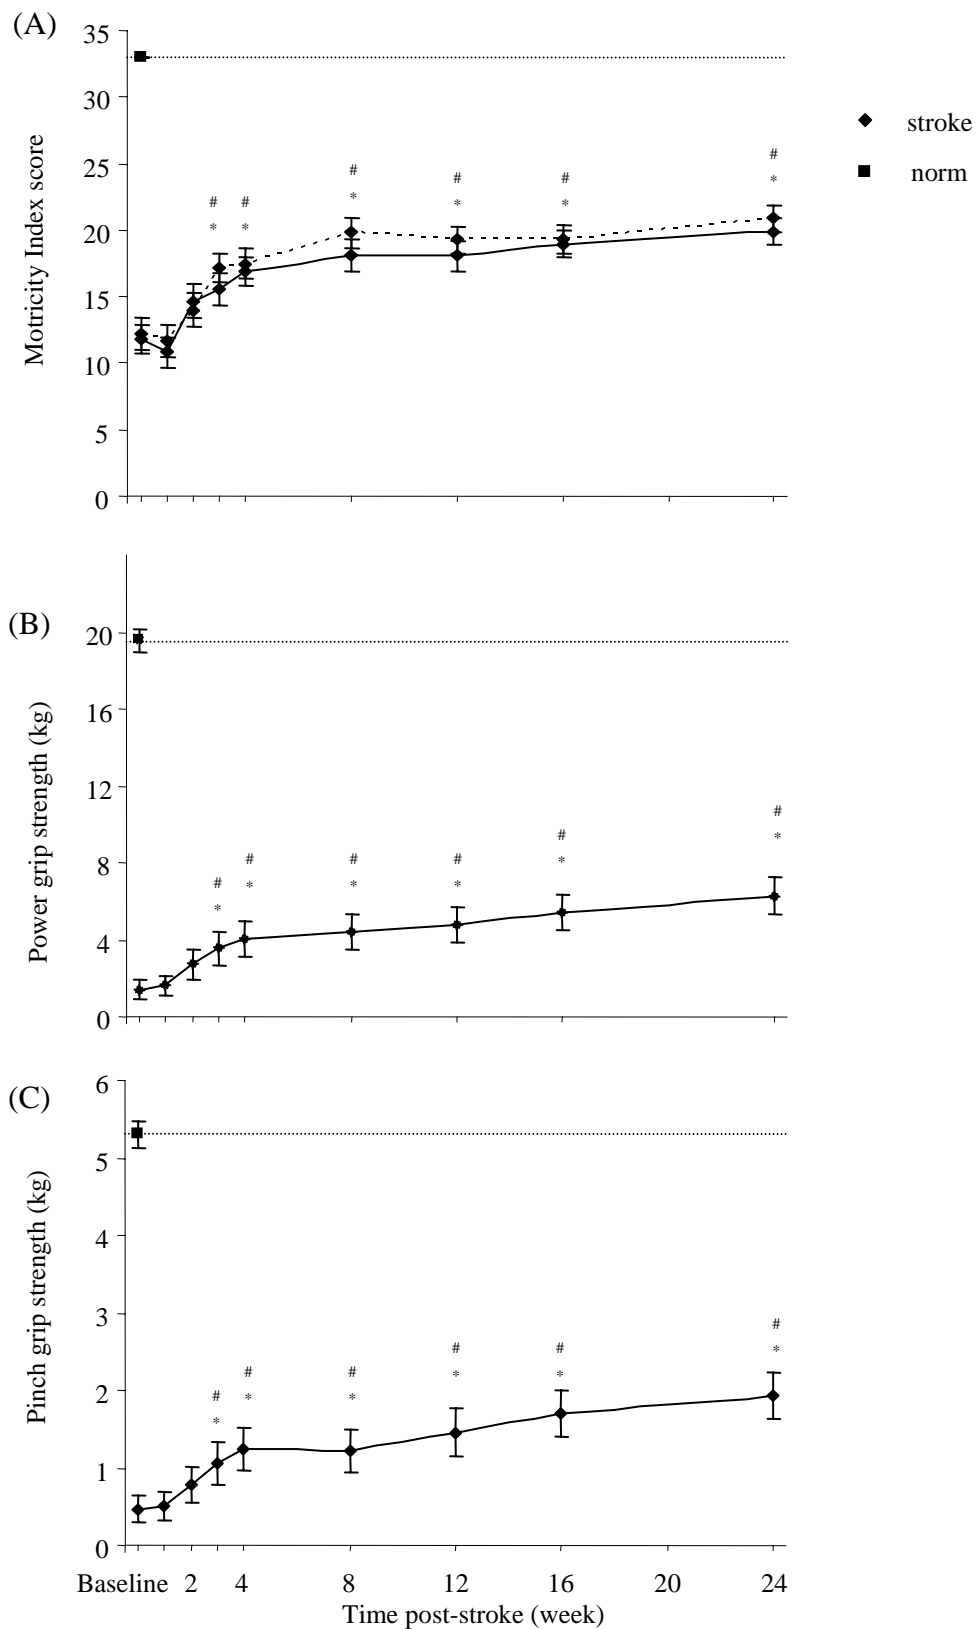 (A)
35
30
25
20
15
10
5
0
Motricity Index score
# # # # # #
* * * * * *
stroke
norm
(B)
20
16
12
8
4
0
Power grip strength (kg)
# # # # # #
* * * * * *
(C)
6
5
4
3
2
1
0
Pinch grip strength (kg)
# # # # # #
* * * * * *
Baseline 2 4 8 12 16 20 24
Time post-stroke (week)